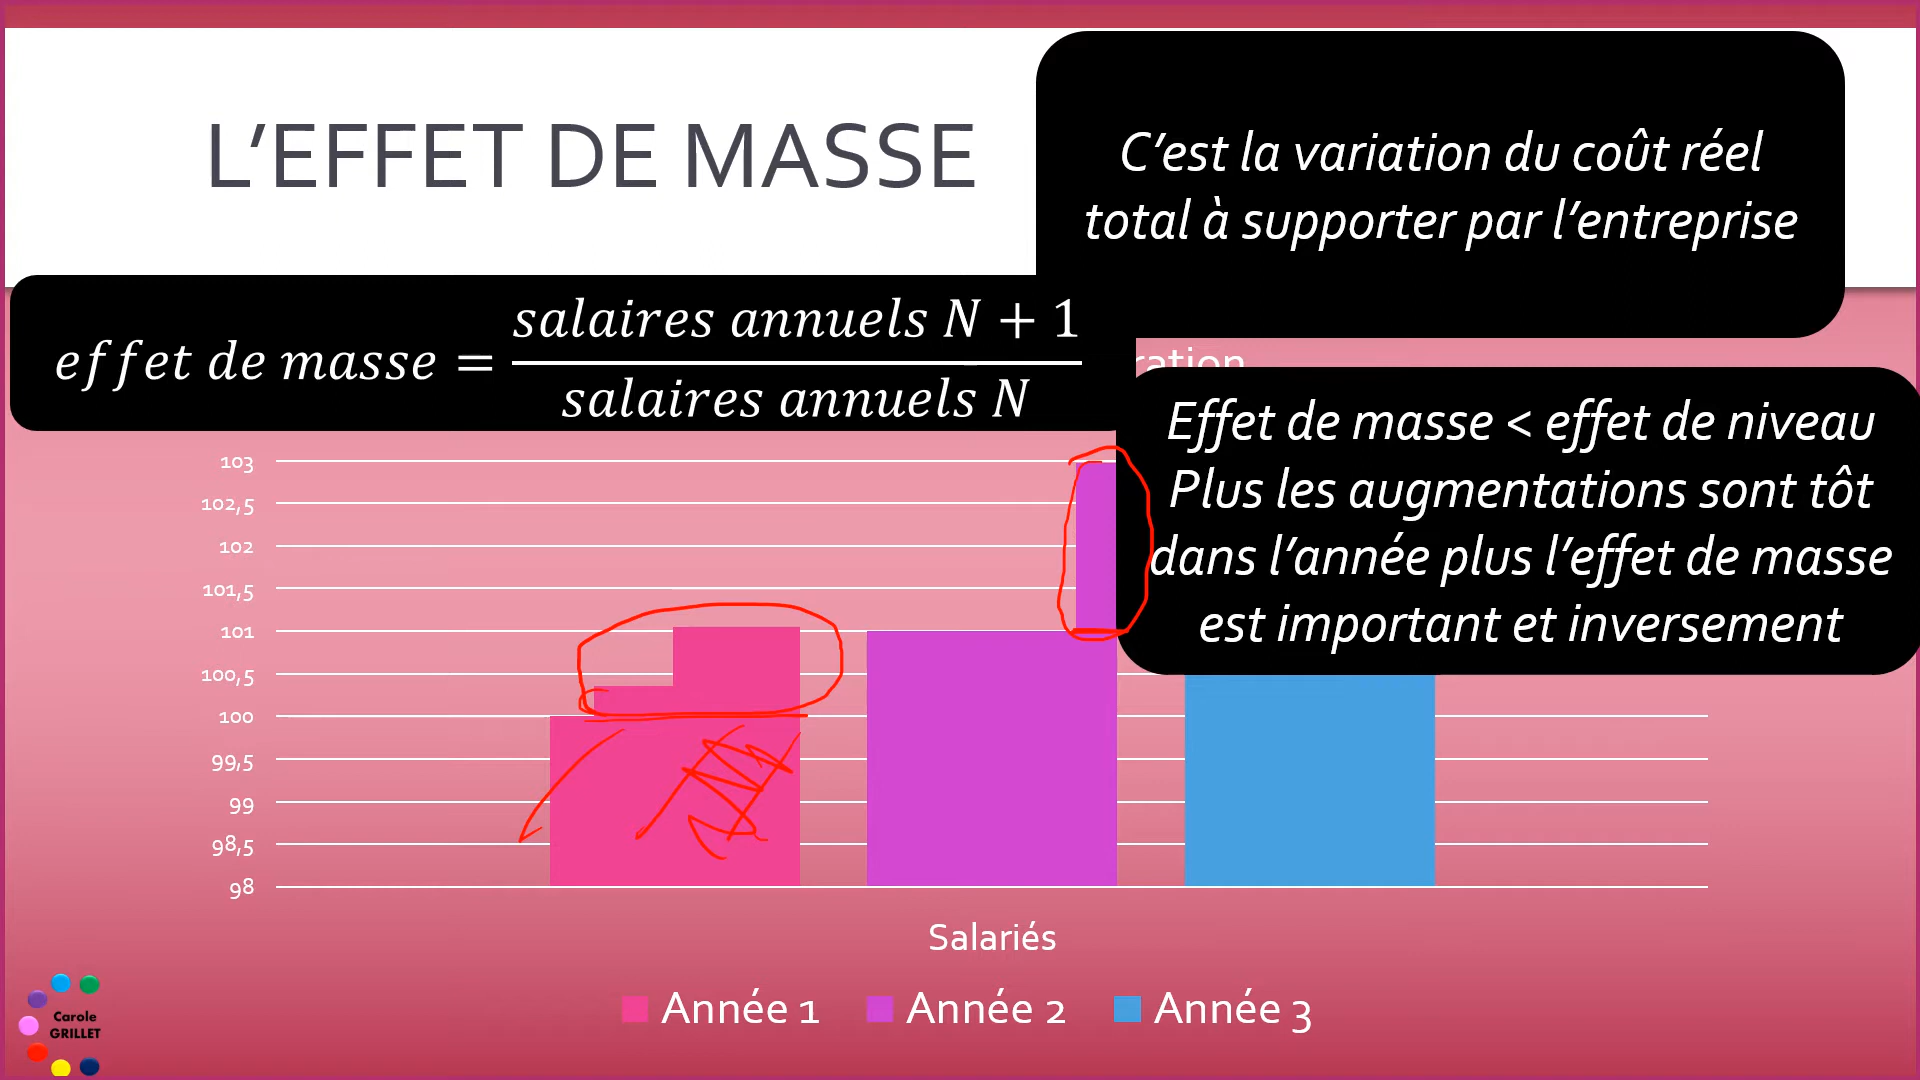 L’EFFET DE MASSE
C’est la variation du coût réel
total à supporter par l’entreprise
effet de masse = salaires annuels N + 1
salaires annuels N
ration
Effet de masse < effet de niveau
Plus les augmentations sont tôt
dans l’année plus l’effet de masse
est important et inversement
103
102,5
102
101,5
101
100,5
100
99,5
99
98,5
98
Salariés
Année 1 Année 2 Année 3
Carole
GRILLET